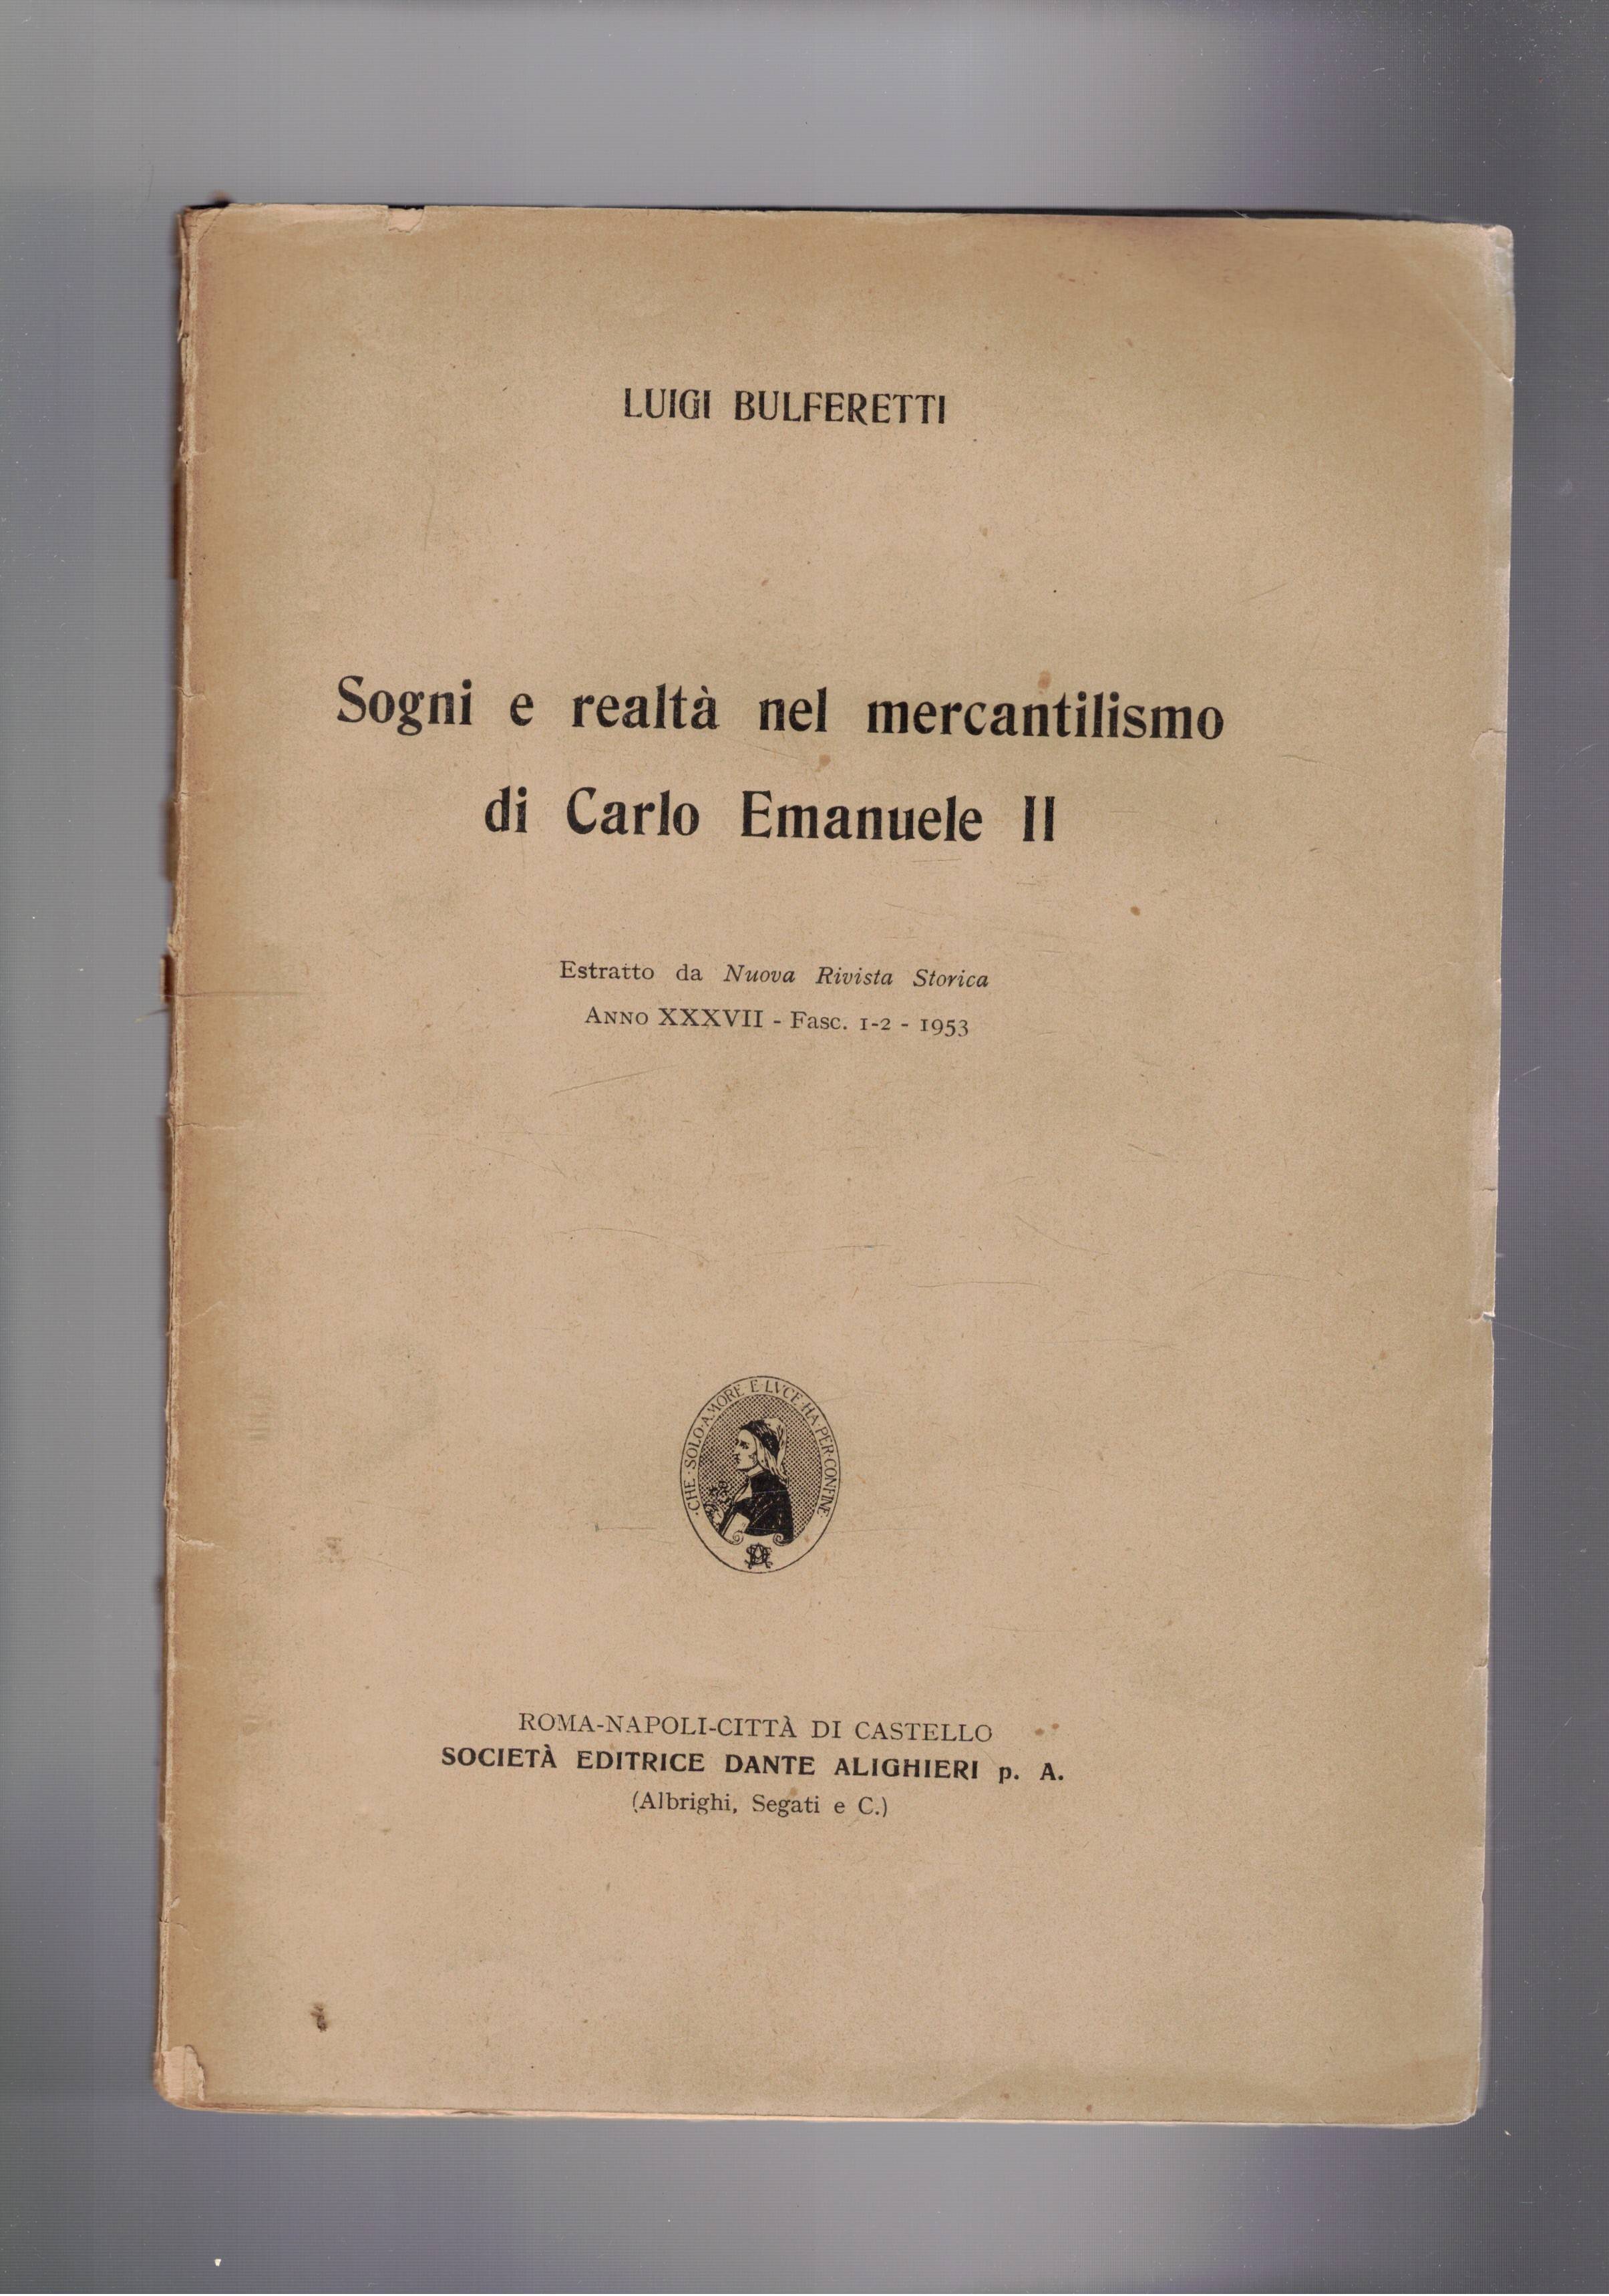 LUIGI BULFERETTI
Sogni e realtà nel mercantilismo
di Carlo Emanuele II
Estratto da Nuova Rivista Storica
ANNO XXXVII - Fasc. 1-2 - 1953
·CHE·SOLO·AMORE E·LVCE·HA·PER·CONFINE·
ROMA-NAPOLI-CITTÀ DI CASTELLO
SOCIETÀ EDITRICE DANTE ALIGHIERI p. A.
(Albrighi, Segati e C.)